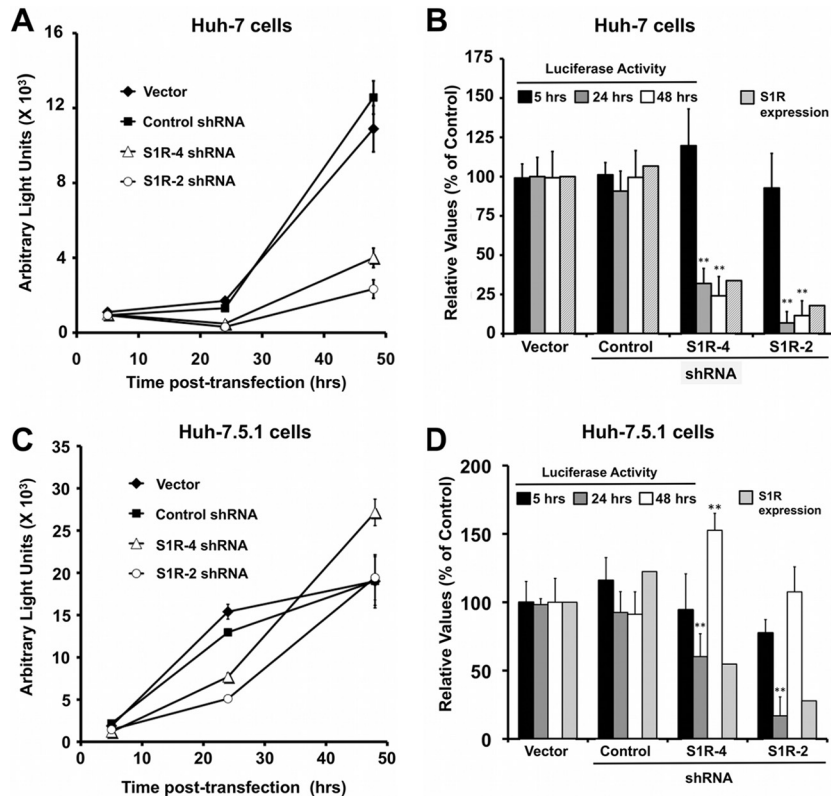 A
Huh-7 cells
Arbitrary Light Units (X 10³)
16
12
8
4
0
Vector
Control shRNA
S1R-4 shRNA
S1R-2 shRNA
0 10 20 30 40 50
Time post-transfection (hrs)
B
Huh-7 cells
Relative Values (% of Control)
175
150
125
100
75
50
25
0
Luciferase Activity
5 hrs 24 hrs 48 hrs S1R
expression
** **
** **
Vector Control S1R-4 S1R-2
shRNA
C
Huh-7.5.1 cells
Arbitrary Light Units (X 10³)
35
30
25
20
15
10
5
0
Vector
Control shRNA
S1R-4 shRNA
S1R-2 shRNA
0 10 20 30 40 50
Time post-transfection (hrs)
D
Huh-7.5.1 cells
Relative Values (% of Control)
200
150
100
50
0
Luciferase Activity
5 hrs 24 hrs 48 hrs S1R
expression
**
**
**
Vector Control S1R-4 S1R-2
shRNA